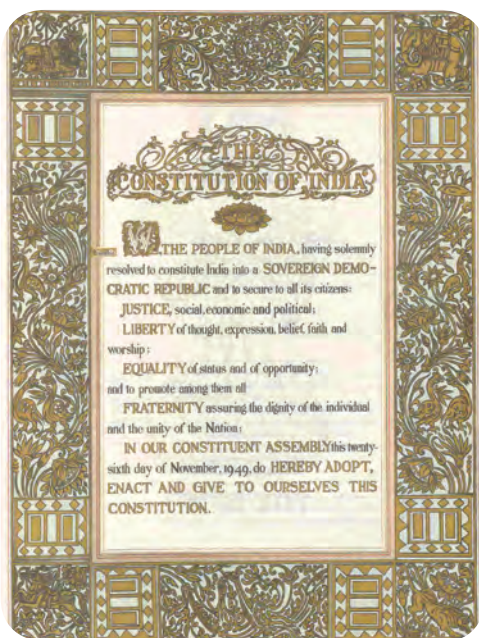 THE
CONSTITUTION OF INDIA
WE, THE PEOPLE OF INDIA, having solemnly
resolved to constitute India into a SOVEREIGN DEMO-
CRATIC REPUBLIC and to secure to all its citizens:
JUSTICE, social, economic and political;
LIBERTY of thought, expression, belief, faith and
worship;
EQUALITY of status and of opportunity;
and to promote among them all
FRATERNITY assuring the dignity of the individual
and the unity of the Nation;
IN OUR CONSTITUENT ASSEMBLY this twenty-
sixth day of November, 1949, do HEREBY ADOPT,
ENACT AND GIVE TO OURSELVES THIS
CONSTITUTION.